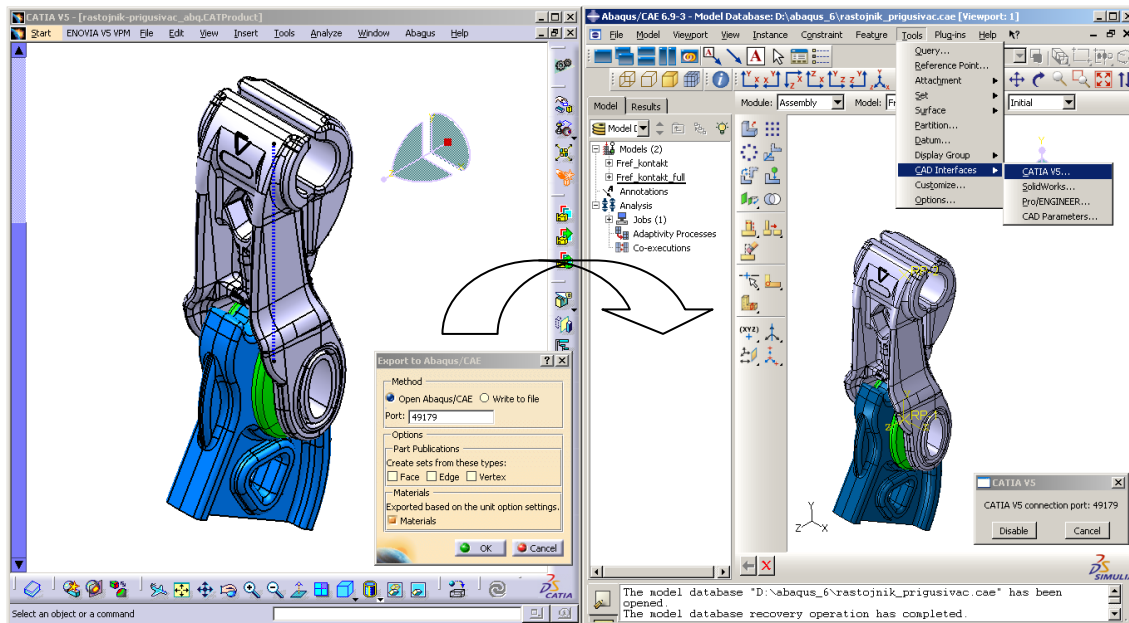 CATIA V5 - [rastojnik-prigusivac_abq.CATProduct]
Start ENOVIA V5 VPM File Edit View Insert Tools Analyze Window Abaqus Help
Export to Abaqus/CAE
Method
Open Abaqus/CAE Write to file
Port: 49179
Options
Part Publications
Create sets from these types:
Face Edge Vertex
Materials
Exported based on the unit option settings.
Materials
OK Cancel
DS CATIA
Select an object or a command
Abaqus/CAE 6.9-3 - Model Database: D:\abaqus_6\rastojnik_prigusivac.cae [Viewport: 1]
File Model Viewport View Instance Constraint Feature Tools Plug-ins Help
Query...
Reference Point...
Attachment
Set
Surface
Partition...
Datum...
Display Group
CAD Interfaces
Customize...
Options...
CATIA V5...
SolidWorks...
Pro/ENGINEER...
CAD Parameters...
Model Results
Module: Assembly Model: Fr Initial
Models (2)
Fref_kontakt
Fref_kontakt_full
Annotations
Analysis
Jobs (1)
Adaptivity Processes
Co-executions
(XYZ)
Y
Z X
CATIA V5
CATIA V5 connection port: 49179
Disable Cancel
SIMULIA
The model database "D:\abaqus_6\rastojnik_prigusivac.cae" has been
opened.
The model database recovery operation has completed.